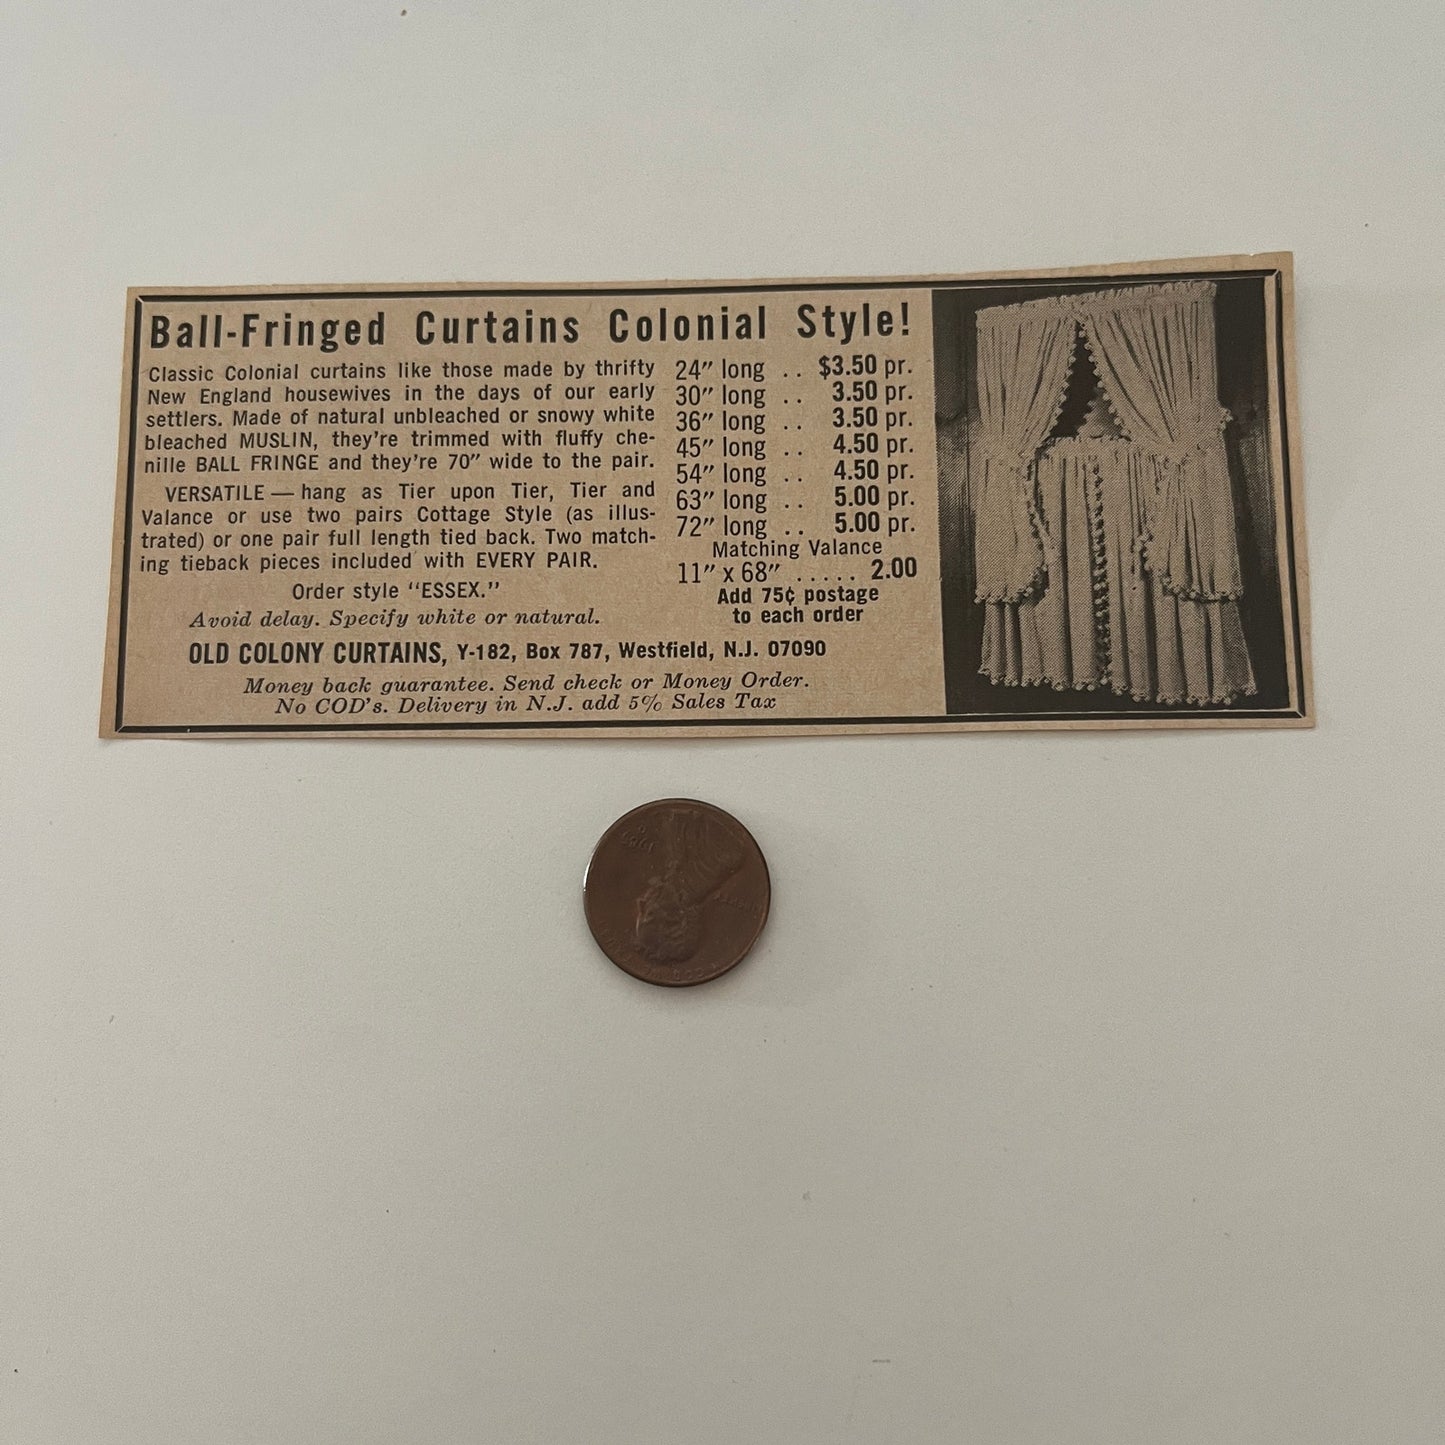 Ball-Fringed Curtains Colonial Style!
Classic Colonial curtains like those made by thrifty
New England housewives in the days of our early
settlers. Made of natural unbleached or snowy white
bleached MUSLIN, they're trimmed with fluffy che-
nille BALL FRINGE and they're 70" wide to the pair.
VERSATILE — hang as Tier upon Tier, Tier and
Valance or use two pairs Cottage Style (as illus-
trated) or one pair full length tied back. Two match-
ing tieback pieces included with EVERY PAIR.
Order style "ESSEX."
Avoid delay. Specify white or natural.
24" long .. $3.50 pr.
30" long .. 3.50 pr.
36" long .. 3.50 pr.
45" long .. 4.50 pr.
54" long .. 4.50 pr.
63" long .. 5.00 pr.
72" long .. 5.00 pr.
Matching Valance
11" x 68" ..... 2.00
Add 75¢ postage
to each order
OLD COLONY CURTAINS, Y-182, Box 787, Westfield, N.J. 07090
Money back guarantee. Send check or Money Order.
No COD's. Delivery in N.J. add 5% Sales Tax